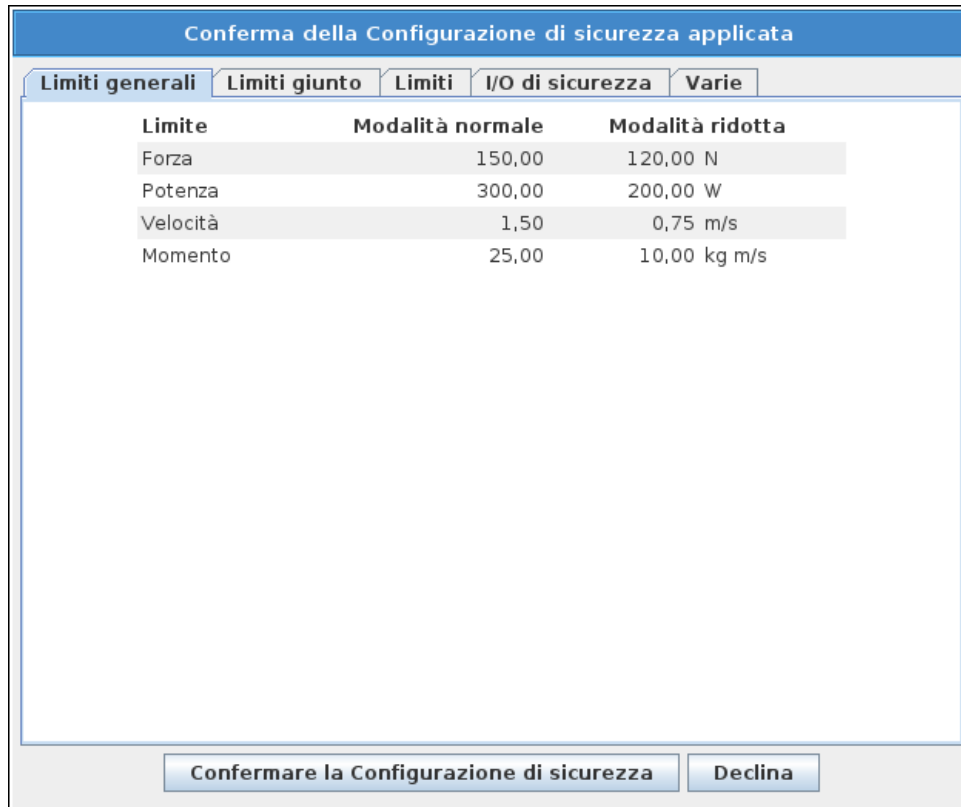 Conferma della Configurazione di sicurezza applicata
Limiti generali Limiti giunto Limiti I/O di sicurezza Varie
Limite Modalità normale Modalità ridotta
Forza 150,00 120,00 N
Potenza 300,00 200,00 W
Velocità 1,50 0,75 m/s
Momento 25,00 10,00 kg m/s
Confermare la Configurazione di sicurezza Declina